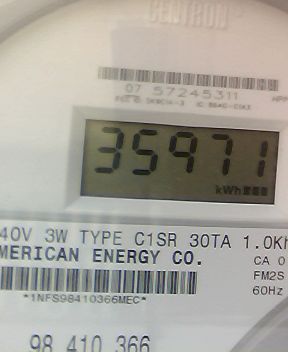 CENTRON
07 57245311
35971
kWh
40V 3W TYPE C1SR 30TA 1.0Kh
MERICAN ENERGY CO.
CA 0
FM2S
60Hz
*1NFS98410366MEC*
98 410 366